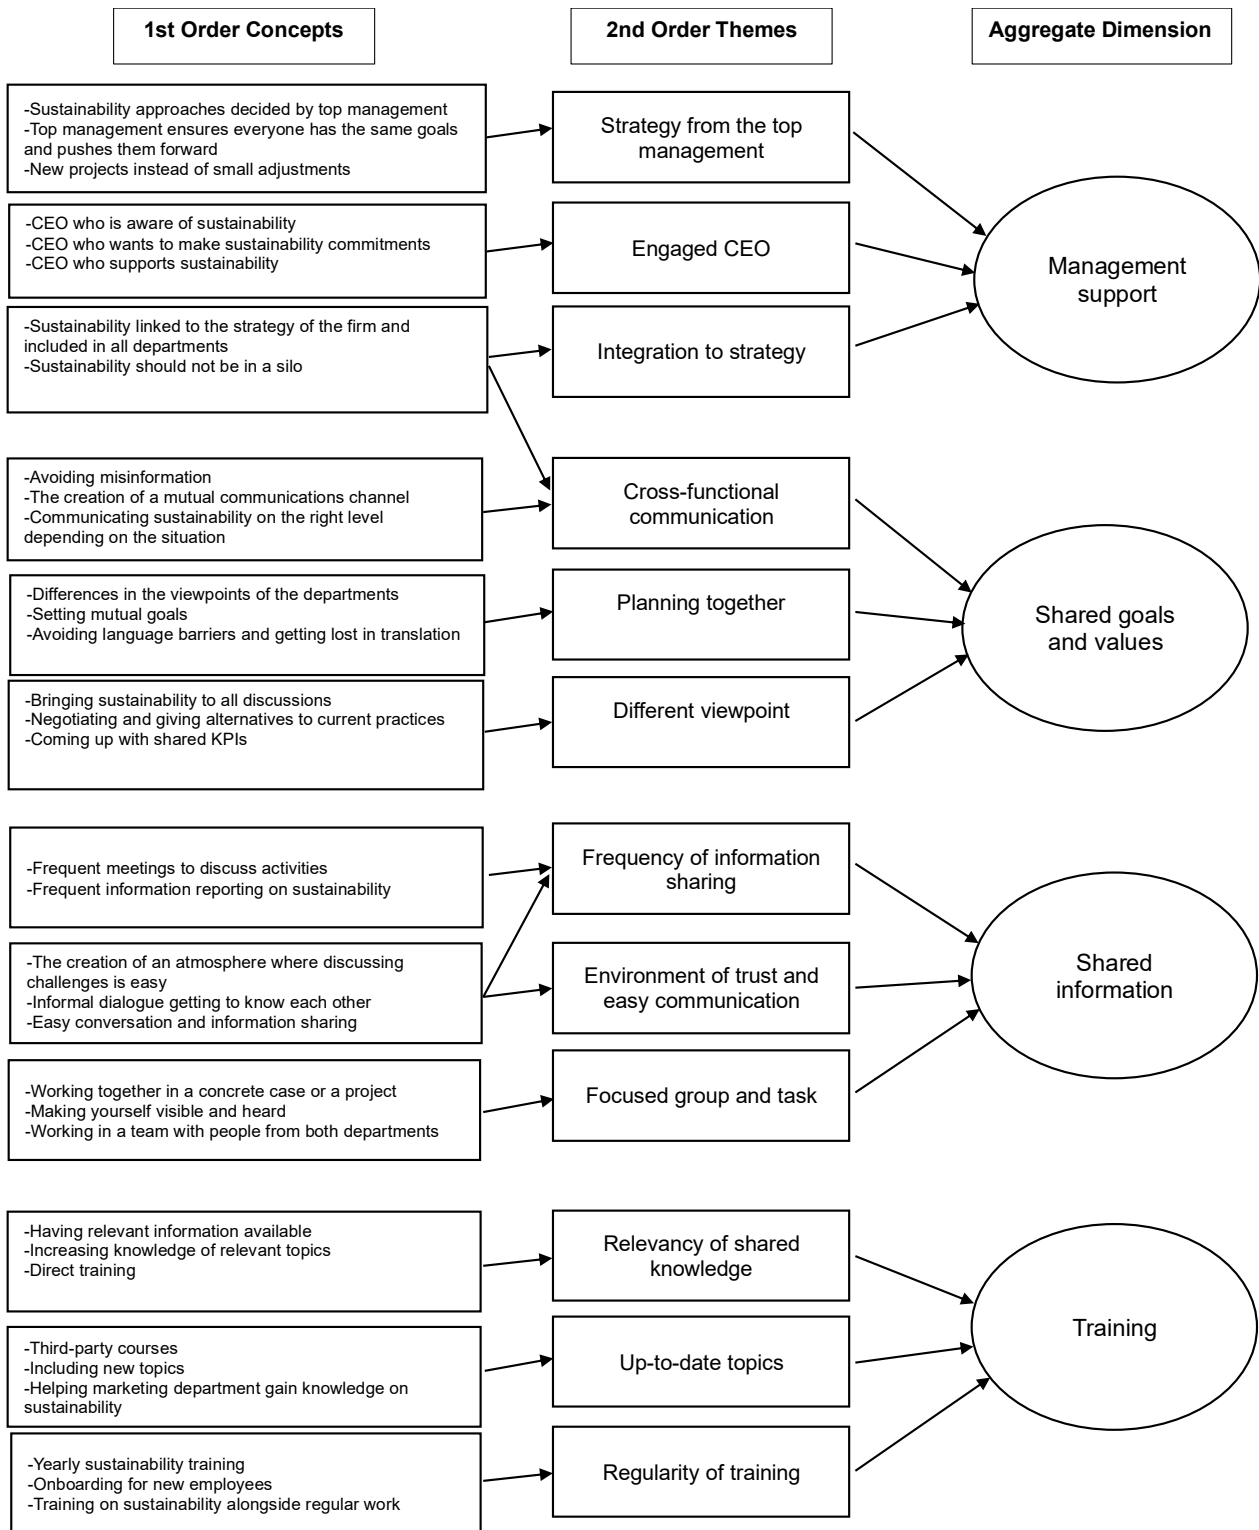 1st Order Concepts
2nd Order Themes
Aggregate Dimension
-Sustainability approaches decided by top management
-Top management ensures everyone has the same goals
and pushes them forward
-New projects instead of small adjustments
Strategy from the top
management
-CEO who is aware of sustainability
-CEO who wants to make sustainability commitments
-CEO who supports sustainability
Engaged CEO
Management
support
-Sustainability linked to the strategy of the firm and
included in all departments
-Sustainability should not be in a silo
Integration to strategy
-Avoiding misinformation
-The creation of a mutual communications channel
-Communicating sustainability on the right level
depending on the situation
Cross-functional
communication
-Differences in the viewpoints of the departments
-Setting mutual goals
-Avoiding language barriers and getting lost in translation
Planning together
Shared goals
and values
-Bringing sustainability to all discussions
-Negotiating and giving alternatives to current practices
-Coming up with shared KPIs
Different viewpoint
-Frequent meetings to discuss activities
-Frequent information reporting on sustainability
Frequency of information
sharing
-The creation of an atmosphere where discussing
challenges is easy
-Informal dialogue getting to know each other
-Easy conversation and information sharing
Environment of trust and
easy communication
Shared
information
-Working together in a concrete case or a project
-Making yourself visible and heard
-Working in a team with people from both departments
Focused group and task
-Having relevant information available
-Increasing knowledge of relevant topics
-Direct training
Relevancy of shared
knowledge
-Third-party courses
-Including new topics
-Helping marketing department gain knowledge on
sustainability
Up-to-date topics
Training
-Yearly sustainability training
-Onboarding for new employees
-Training on sustainability alongside regular work
Regularity of training